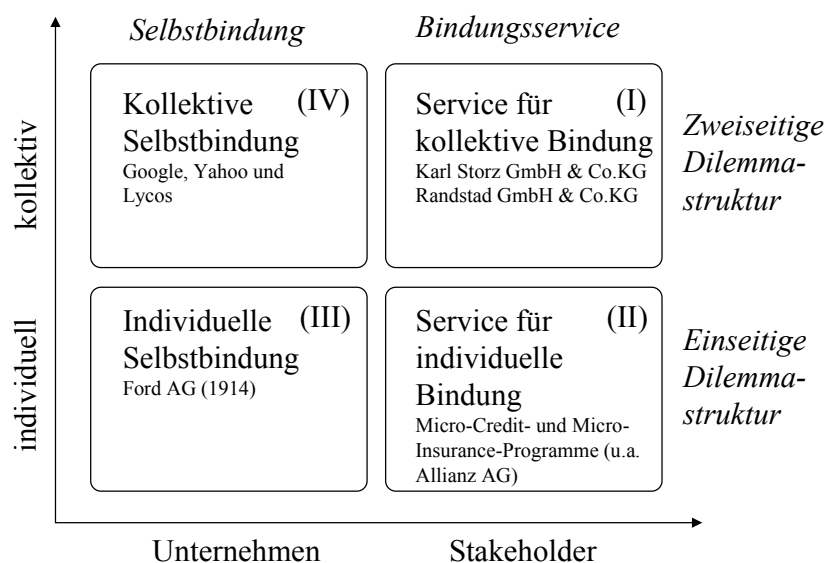 Selbstbindung
Bindungsservice
kollektiv
Kollektive (IV)
Selbstbindung
Google, Yahoo und
Lycos
Service für (I)
kollektive Bindung
Karl Storz GmbH & Co.KG
Randstad GmbH & Co.KG
Zweiseitige
Dilemma-
struktur
individuell
Individuelle (III)
Selbstbindung
Ford AG (1914)
Service für (II)
individuelle
Bindung
Micro-Credit- und Micro-
Insurance-Programme (u.a.
Allianz AG)
Einseitige
Dilemma-
struktur
Unternehmen
Stakeholder